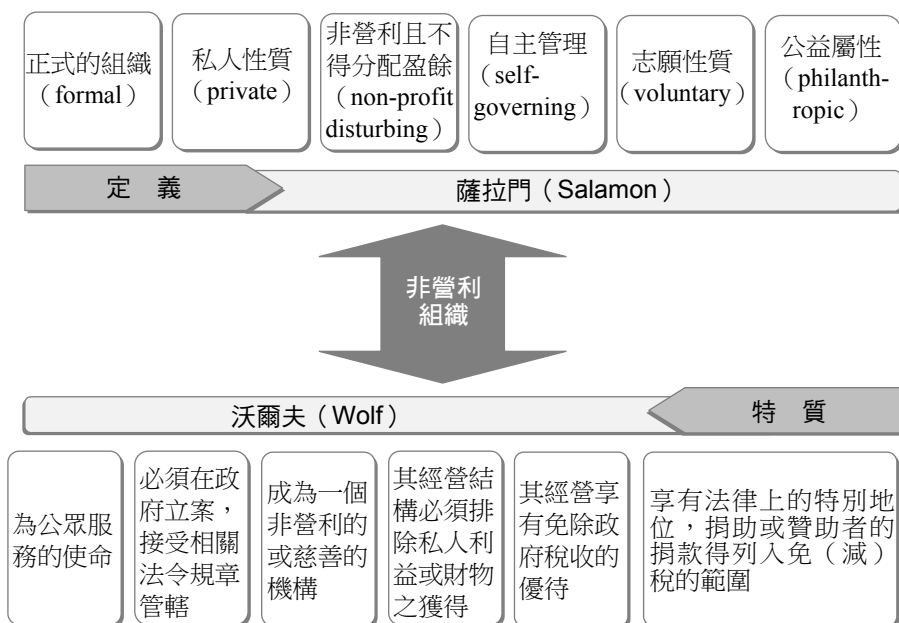 正式的組織
（formal）
私人性質
（private）
非營利且不
得分配盈餘
（non-profit
disturbing）
自主管理
（self-
governing）
志願性質
（voluntary）
公益屬性
（philanth-
ropic）
定　義
薩拉門（Salamon）
非營利
組織
沃爾夫（Wolf）
特　質
為公眾服
務的使命
必須在政
府立案，
接受相關
法令規章
管轄
成為一個
非營利的
或慈善的
機構
其經營結
構必須排
除私人利
益或財物
之獲得
其經營享
有免除政
府稅收的
優待
享有法律上的特別地
位，捐助或贊助者的
捐款得列入免（減）
稅的範圍